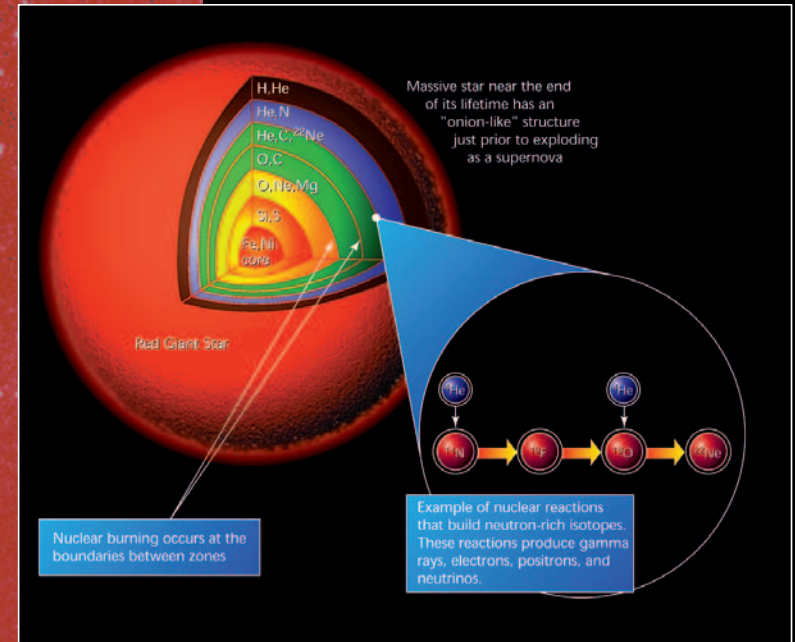 H,He
He,N
He,C,²²Ne
O,C
O,Ne,Mg
Si,S
Fe,Ni
core
Red Giant Star
Massive star near the end
of its lifetime has an
"onion-like" structure
just prior to exploding
as a supernova
Nuclear burning occurs at the
boundaries between zones
⁴He
⁴He
¹⁴N
¹⁸F
¹⁸O
²²Ne
Example of nuclear reactions
that build neutron-rich isotopes.
These reactions produce gamma
rays, electrons, positrons, and
neutrinos.